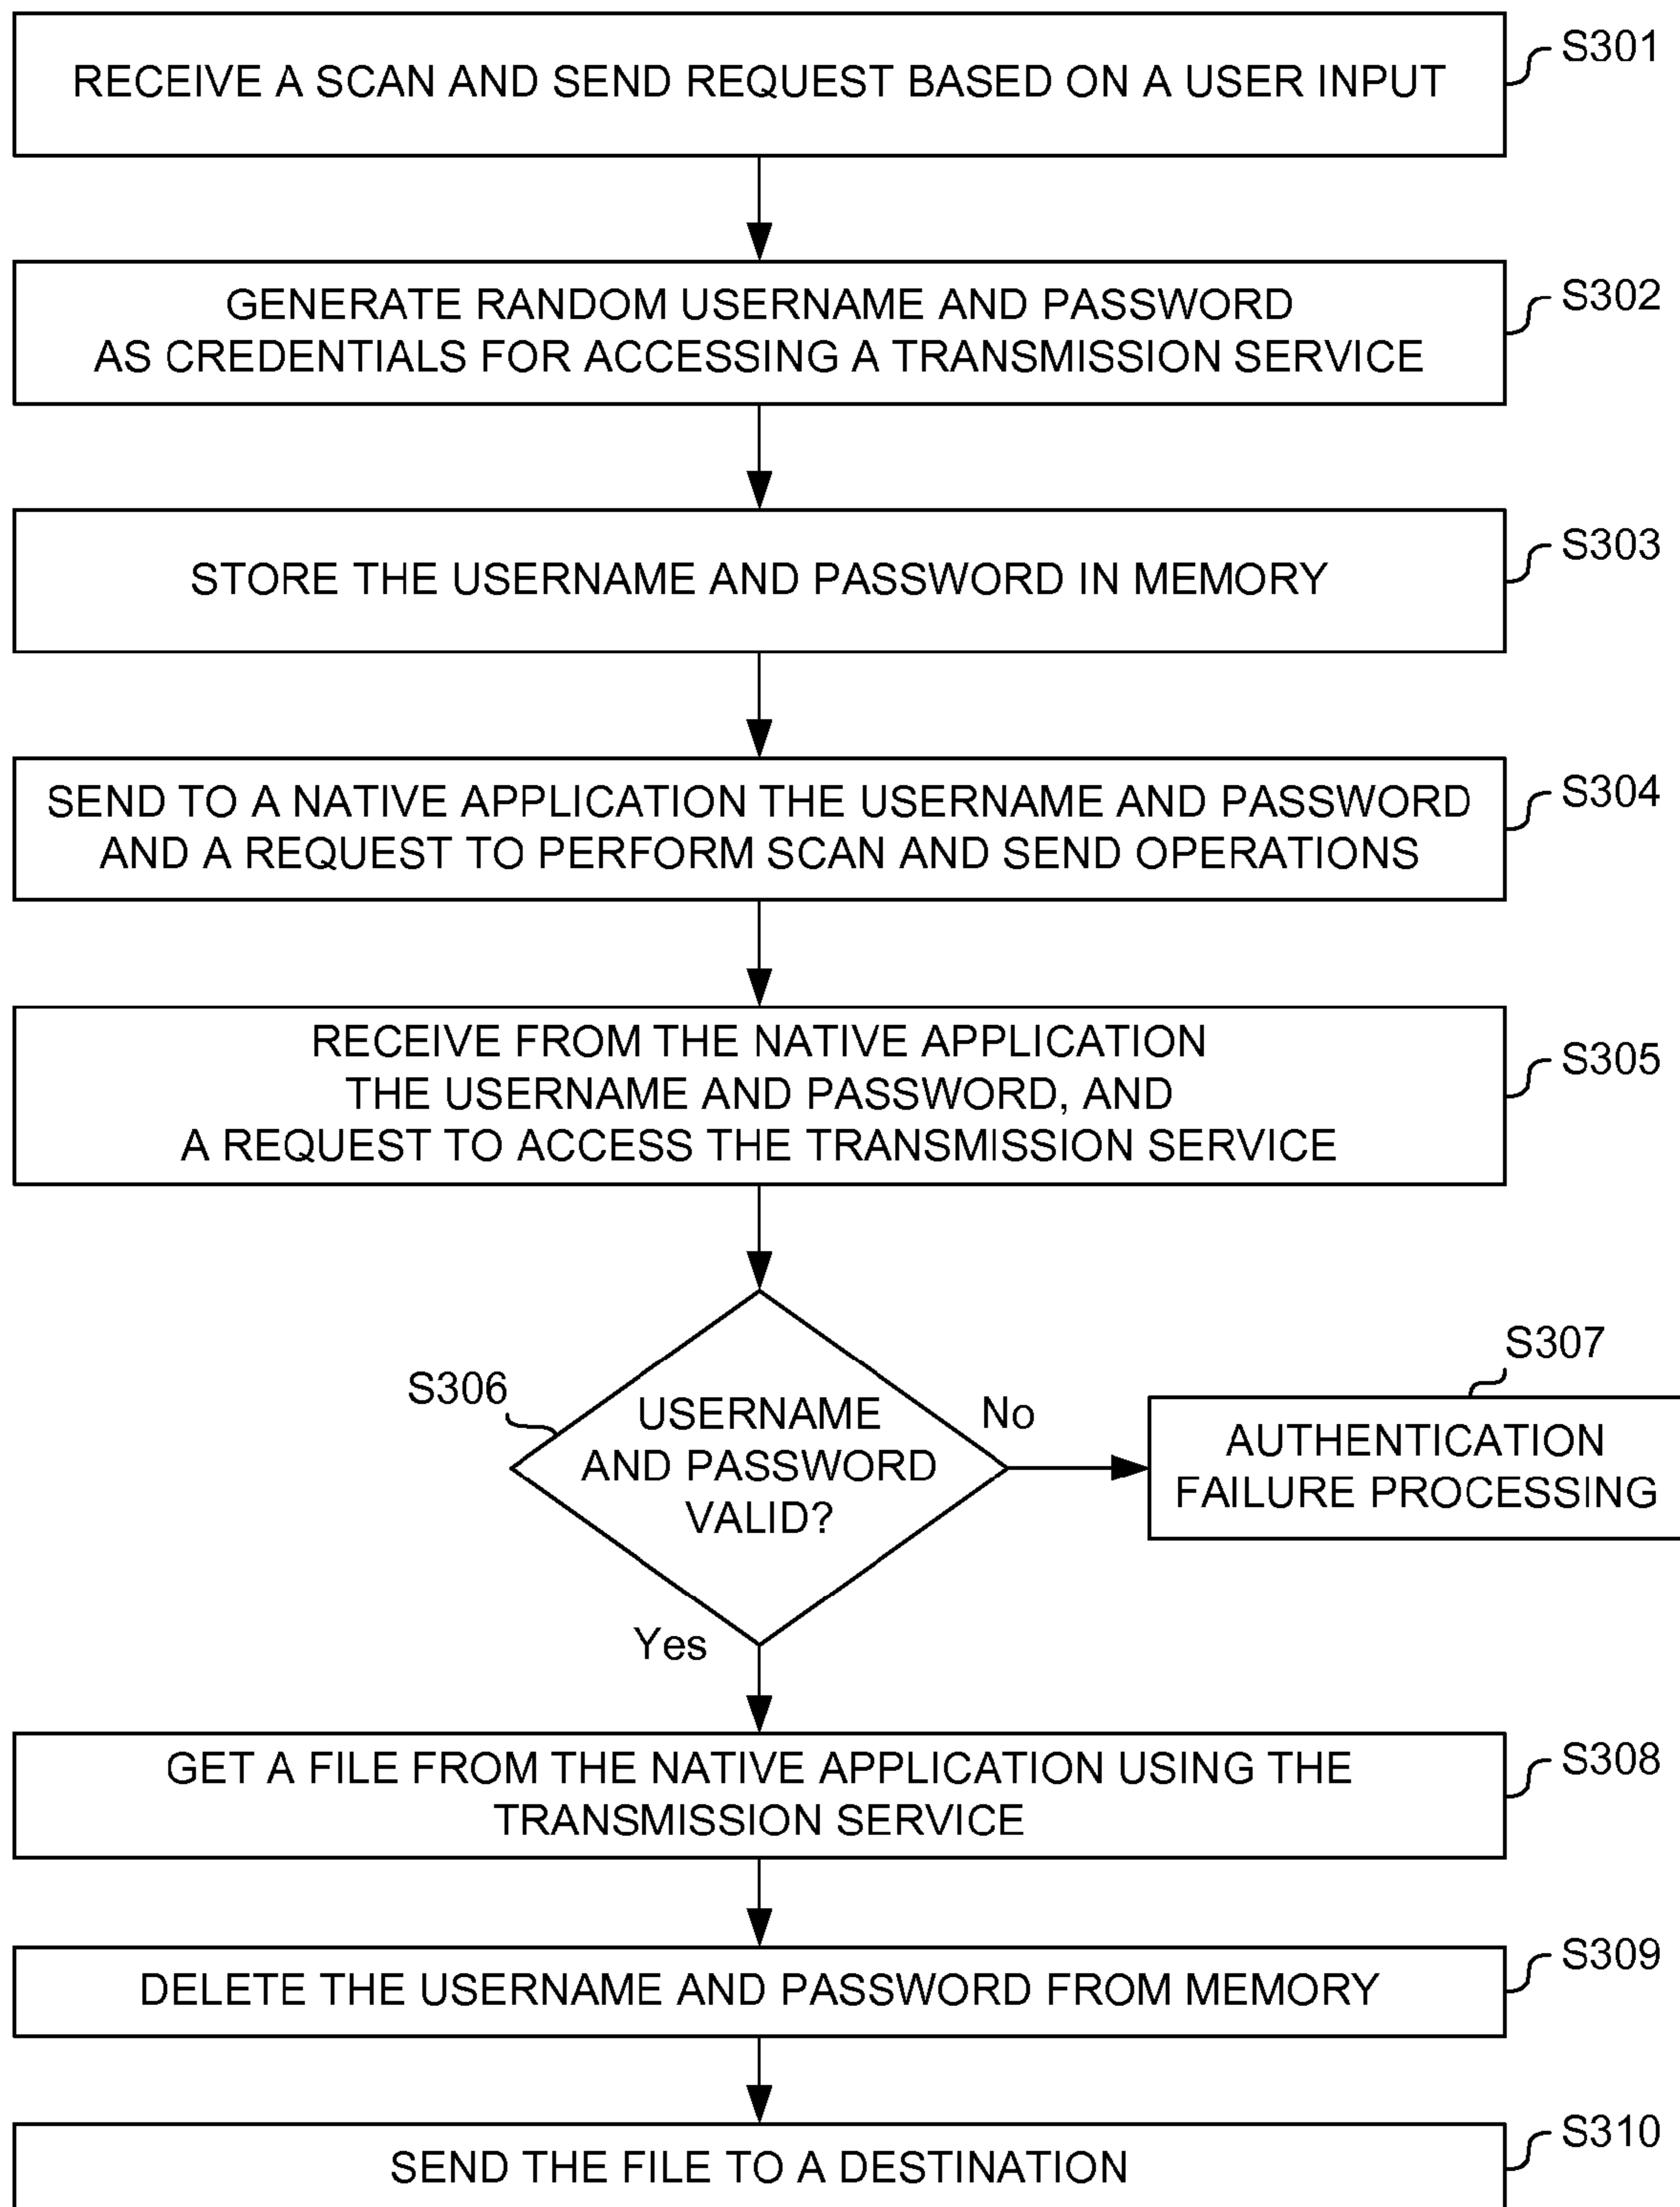 RECEIVE A SCAN AND SEND REQUEST BASED ON A USER INPUT
S301
GENERATE RANDOM USERNAME AND PASSWORD
AS CREDENTIALS FOR ACCESSING A TRANSMISSION SERVICE
S302
STORE THE USERNAME AND PASSWORD IN MEMORY
S303
SEND TO A NATIVE APPLICATION THE USERNAME AND PASSWORD
AND A REQUEST TO PERFORM SCAN AND SEND OPERATIONS
S304
RECEIVE FROM THE NATIVE APPLICATION
THE USERNAME AND PASSWORD, AND
A REQUEST TO ACCESS THE TRANSMISSION SERVICE
S305
S306
USERNAME
AND PASSWORD
VALID?
No
S307
AUTHENTICATION
FAILURE PROCESSING
Yes
GET A FILE FROM THE NATIVE APPLICATION USING THE
TRANSMISSION SERVICE
S308
DELETE THE USERNAME AND PASSWORD FROM MEMORY
S309
SEND THE FILE TO A DESTINATION
S310